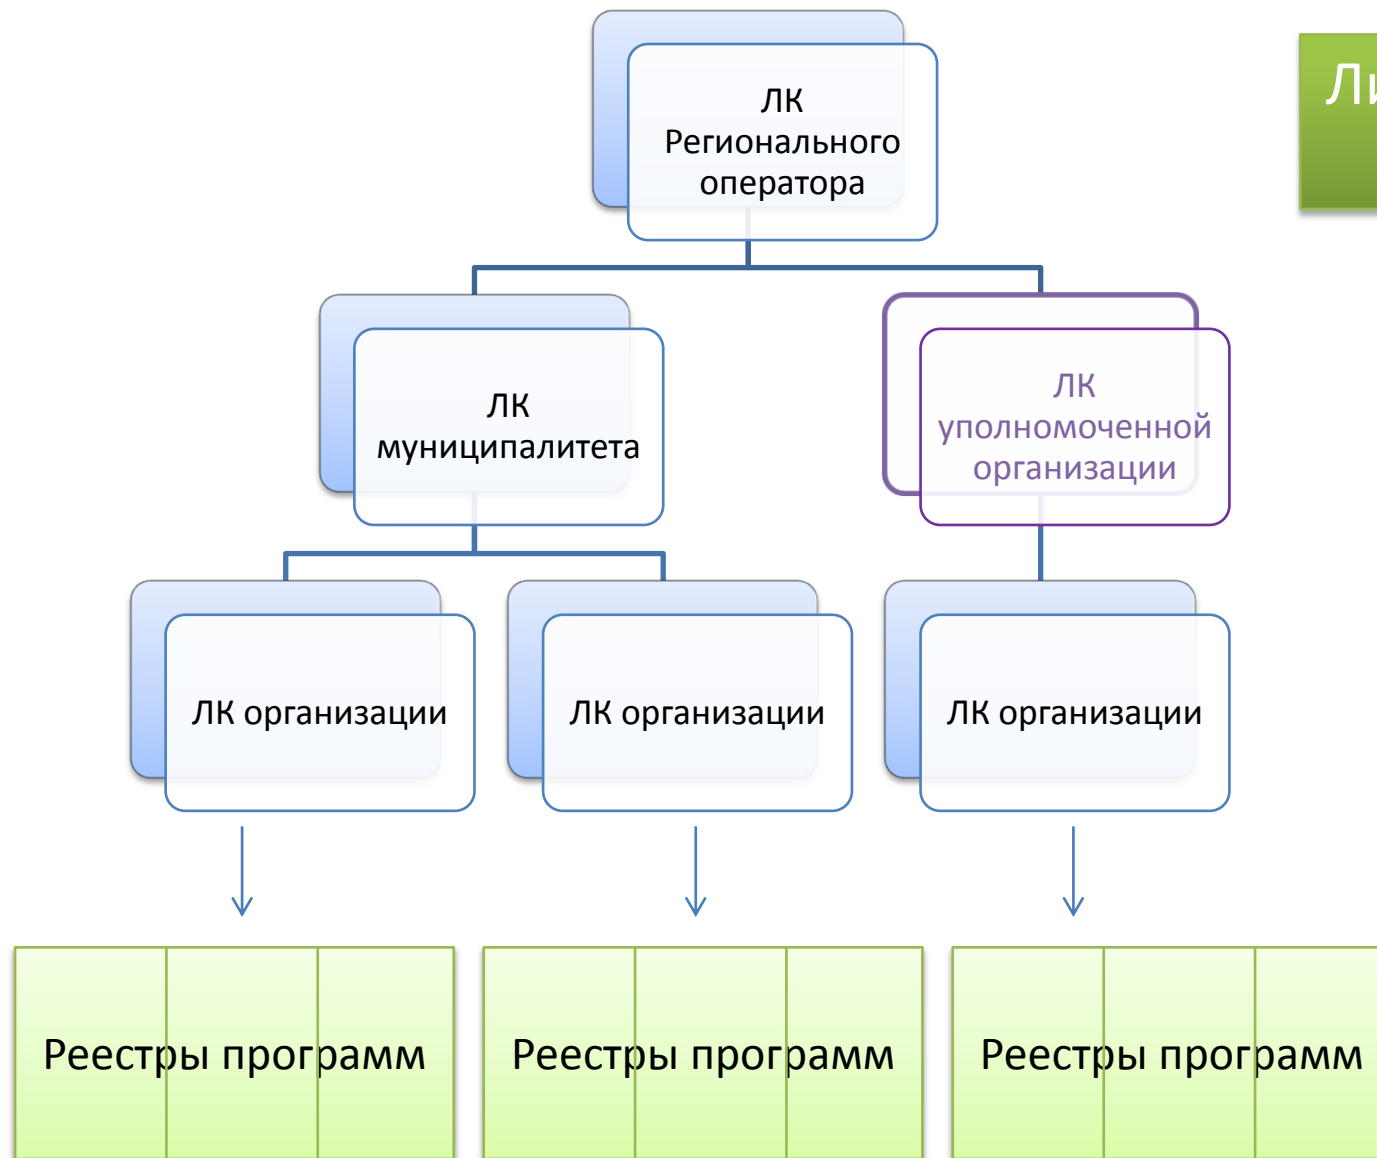 ЛК
Регионального
оператора
ЛК
муниципалитета
ЛК
уполномоченной
организации
ЛК организации
ЛК организации
ЛК организации
Реестры программ
Реестры программ
Реестры программ